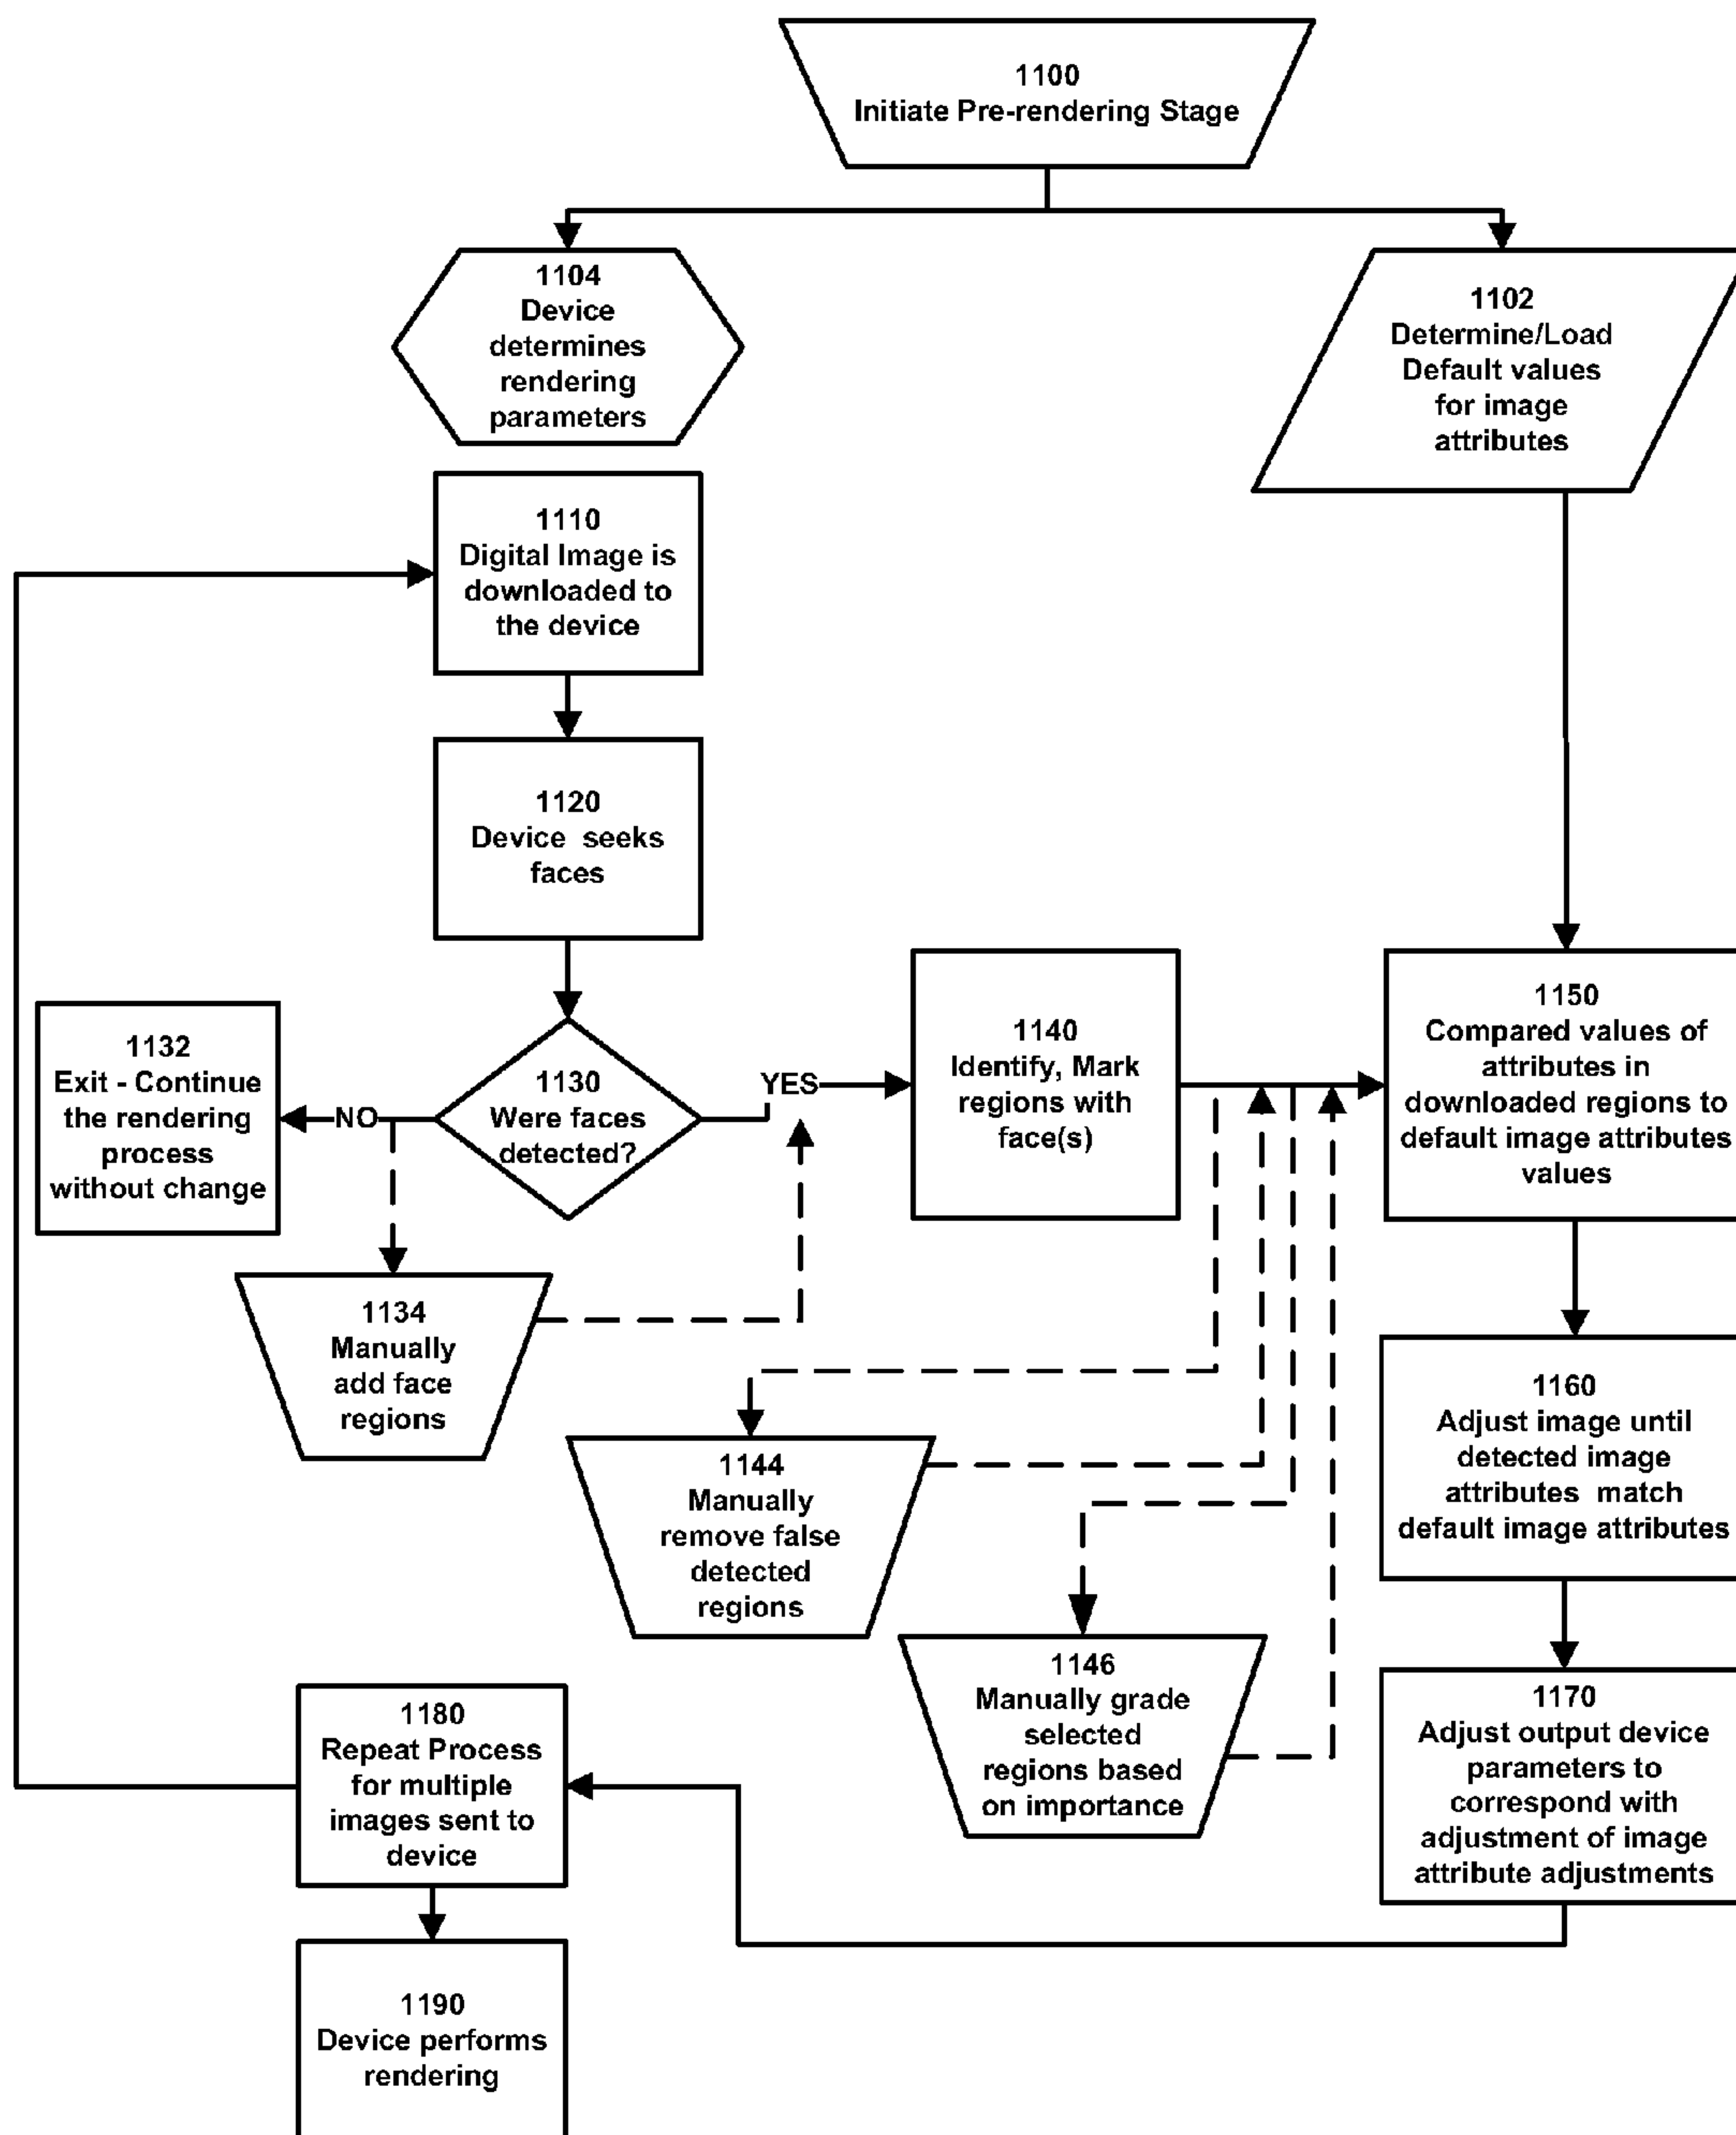 1100
Initiate Pre-rendering Stage
1104
Device
determines
rendering
parameters
1102
Determine/Load
Default values
for image
attributes
1110
Digital Image is
downloaded to
the device
1120
Device seeks
faces
1132
Exit - Continue
the rendering
process
without change
NO
1130
Were faces
detected?
YES
1140
Identify, Mark
regions with
face(s)
1150
Compared values of
attributes in
downloaded regions to
default image attributes
values
1134
Manually
add face
regions
1144
Manually
remove false
detected
regions
1160
Adjust image until
detected image
attributes match
default image attributes
1146
Manually grade
selected
regions based
on importance
1170
Adjust output device
parameters to
correspond with
adjustment of image
attribute adjustments
1180
Repeat Process
for multiple
images sent to
device
1190
Device performs
rendering